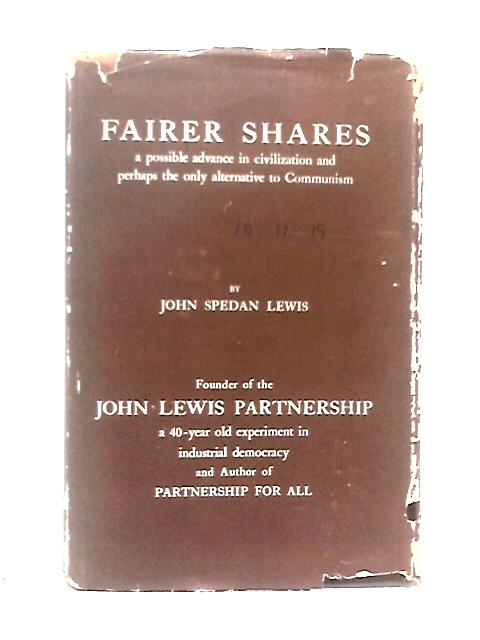 FAIRER SHARES
a possible advance in civilization and
perhaps the only alternative to Communism
10 11 19
BY
JOHN SPEDAN LEWIS
Founder of the
JOHN LEWIS PARTNERSHIP
a 40-year old experiment in
industrial democracy
and Author of
PARTNERSHIP FOR ALL